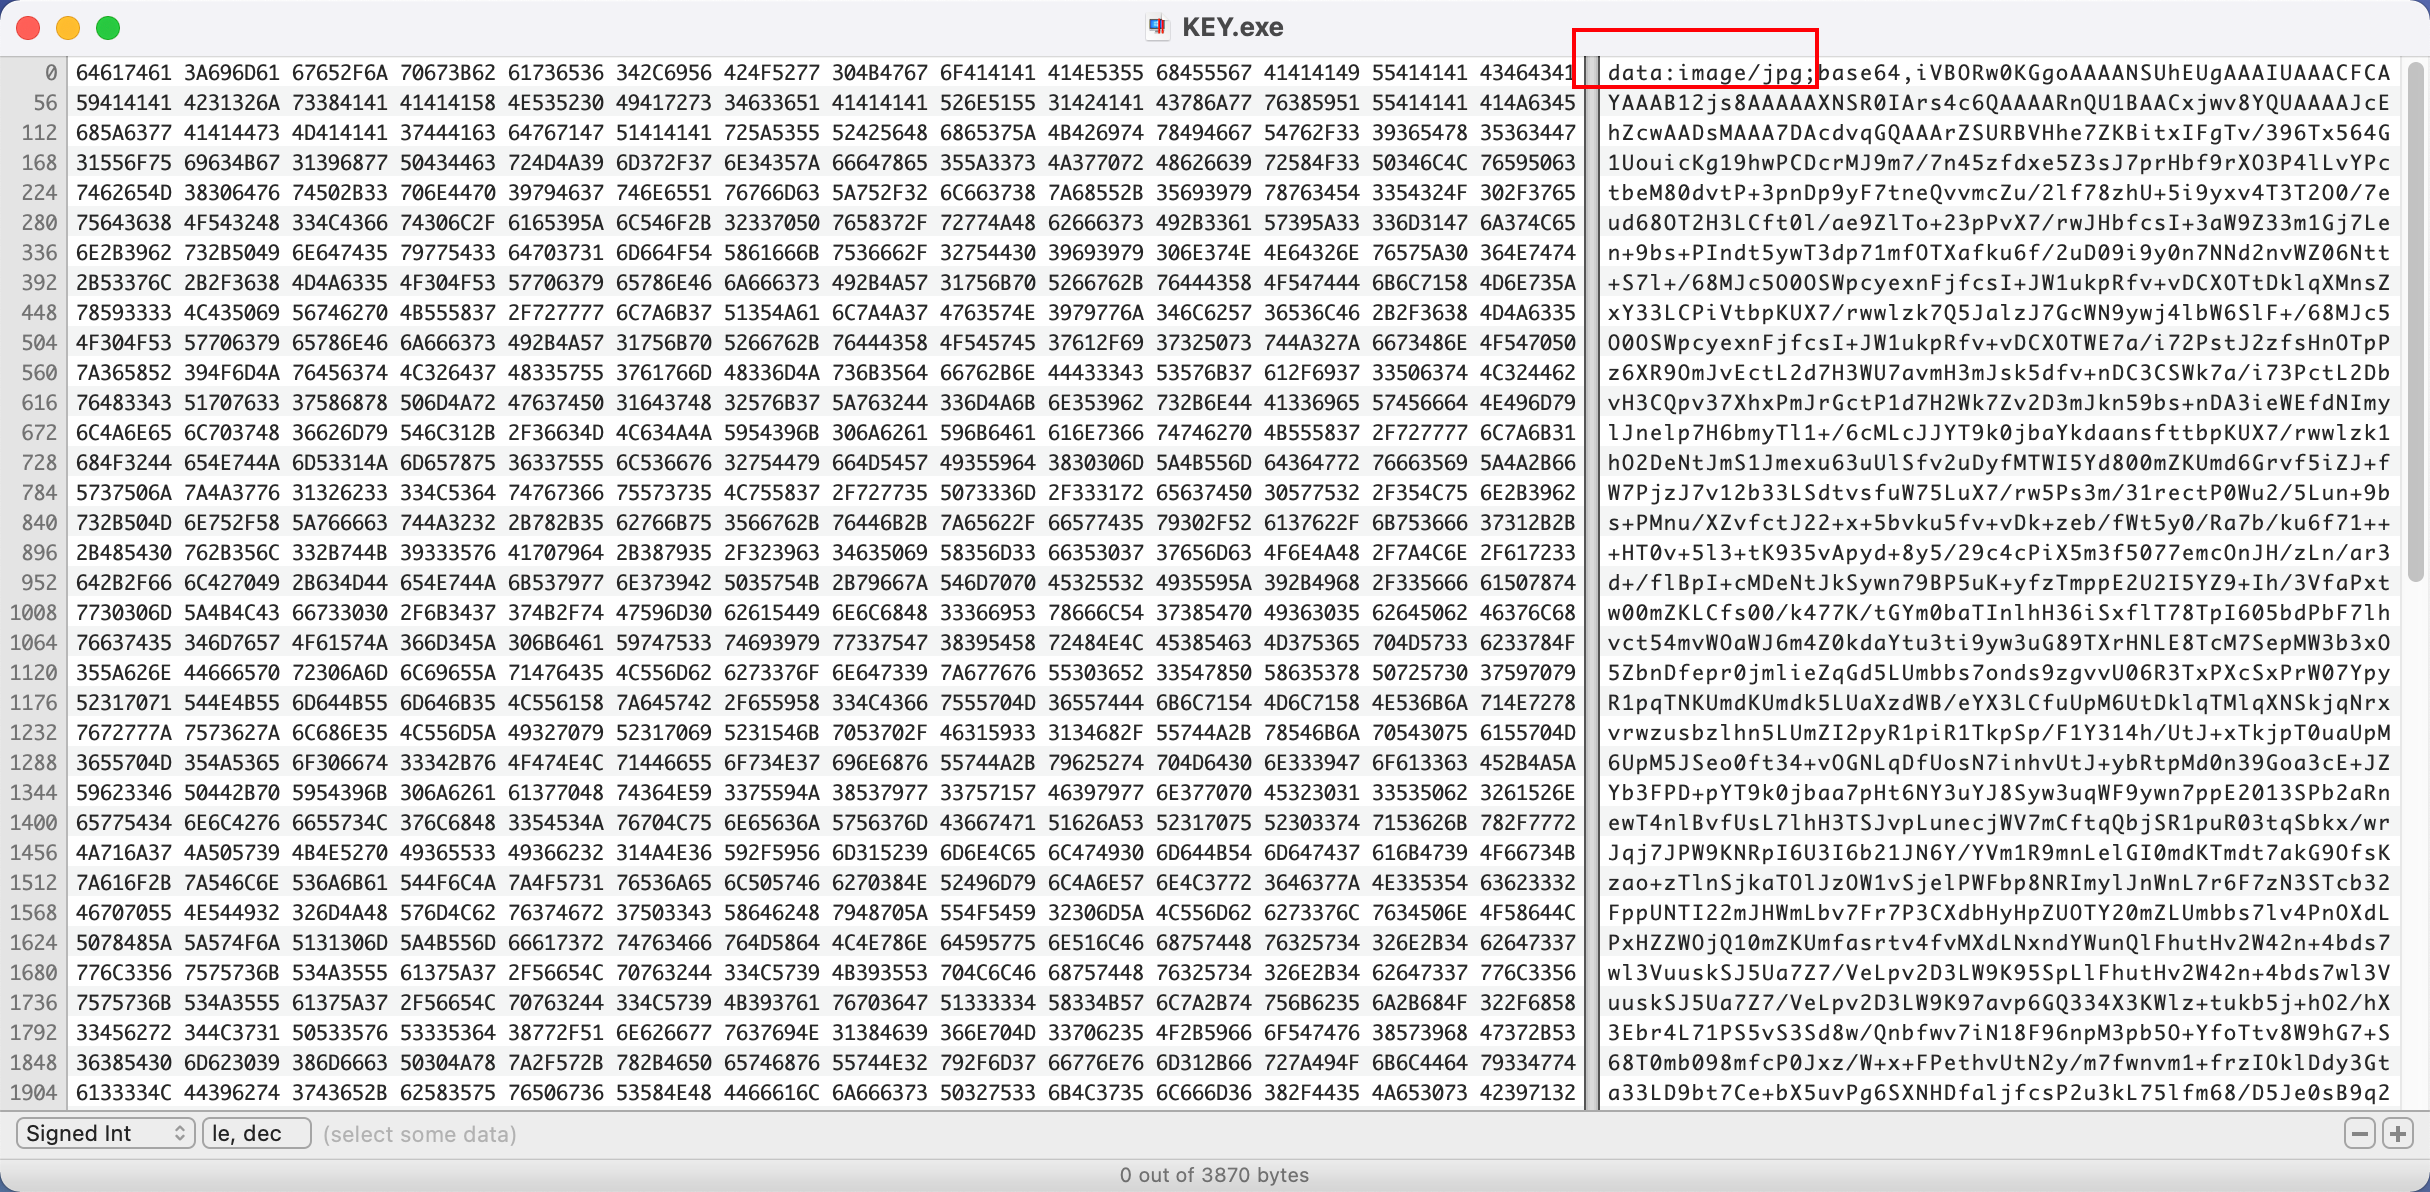 KEY.exe
0 64617461 3A696D61 67652F6A 70673B62 61736536 342C6956 424F5277 304B4767 6F414141 414E5355 68455567 41414149 55414141 43464341 data:image/jpg;base64,iVBORw0KGgoAAAANSUhEUgAAAIUAAACFCA
56 59414141 4231326A 73384141 41414158 4E535230 49417273 34633651 41414141 526E5155 31424141 43786A77 76385951 55414141 414A6345 YAAAB12js8AAAAAXNSR0IArs4c6QAAAARnQU1BAACxjwv8YQUAAAAJcE
112 685A6377 41414473 4D414141 37444163 64767147 51414141 725A5355 52425648 6865375A 4B426974 78494667 54762F33 39365478 35363447 hZcwAADsMAAA7DAcdvqGQAAArZSURBVHhe7ZKBitxIFgTv/396Tx564G
168 31556F75 69634B67 31396877 50434463 724D4A39 6D372F37 6E34357A 66647865 355A3373 4A377072 48626639 72584F33 50346C4C 76595063 1UouicKg19hwPCDcrMJ9m7/7n45zfdxe5Z3sJ7prHbf9rXO3P4lLvYPc
224 7462654D 38306476 74502B33 706E4470 39794637 746E6551 76766D63 5A752F32 6C663738 7A68552B 35693979 78763454 3354324F 302F3765 tbeM80dvtP+3pnDp9yF7tneQvvmcZu/2lf78zhU+5i9yxv4T3T2O0/7e
280 75643638 4F543248 334C4366 74306C2F 6165395A 6C546F2B 32337050 7658372F 72774A48 62666373 492B3361 57395A33 336D3147 6A374C65 ud68OT2H3LCft0l/ae9ZlTo+23pPvX7/rwJHbfcsI+3aW9Z33m1Gj7Le
336 6E2B3962 732B5049 6E647435 79775433 64703731 6D664F54 5861666B 7536662F 32754430 39693979 306E374E 4E64326E 76575A30 364E7474 n+9bs+PIndt5ywT3dp71mfOTXafku6f/2uD09i9y0n7NNd2nvWZ06Ntt
392 2B53376C 2B2F3638 4D4A6335 4F304F53 57706379 65786E46 6A666373 492B4A57 31756B70 5266762B 76444358 4F547444 6B6C7158 4D6E735A +S7l+/68MJc5O0OSWpcyexnFjfcsI+JW1ukpRfv+vDCXOTtDklqXMnsZ
448 78593333 4C435069 56746270 4B555837 2F727777 6C7A6B37 51354A61 6C7A4A37 4763574E 3979776A 346C6257 36536C46 2B2F3638 4D4A6335 xY33LCPiVtbpKUX7/rwwlzk7Q5JalzJ7GcWN9ywj4lbW6SlF+/68MJc5
504 4F304F53 57706379 65786E46 6A666373 492B4A57 31756B70 5266762B 76444358 4F545745 37612F69 37325073 744A327A 6673486E 4F547050 O0OSWpcyexnFjfcsI+JW1ukpRfv+vDCXOTWE7a/i72PstJ2zfsHnOTpP
560 7A365852 394F6D4A 76456374 4C326437 48335755 3761766D 48336D4A 736B3564 66762B6E 44433343 53576B37 612F6937 33506374 4C324462 z6XR9OmJvEctL2d7H3WU7avmH3mJsk5dfv+nDC3CSWk7a/i73PctL2Db
616 76483343 51707633 37586878 506D4A72 47637450 31643748 32576B37 5A763244 336D4A6B 6E353962 732B6E44 41336965 57456664 4E496D79 vH3CQpv37XhxPmJrGctP1d7H2Wk7Zv2D3mJkn59bs+nDA3ieWEfdNImy
672 6C4A6E65 6C703748 36626D79 546C312B 2F36634D 4C634A4A 5954396B 306A6261 596B6461 616E7366 74746270 4B555837 2F727777 6C7A6B31 lJnelp7H6bmyTl1+/6cMLcJJYT9k0jbaYkdaansfttbpKUX7/rwwlzk1
728 684F3244 654E744A 6D53314A 6D657875 36337555 6C536676 32754479 664D5457 49355964 3830306D 5A4B556D 64364772 76663569 5A4A2B66 hO2DeNtJmS1Jmexu63uUlSfv2uDyfMTWI5Yd800mZKUmd6Grvf5iZJ+f
784 5737506A 7A4A3776 31326233 334C5364 74767366 75573735 4C755837 2F727735 5073336D 2F333172 65637450 30577532 2F354C75 6E2B3962 W7PjzJ7v12b33LSdtvsfuW75LuX7/rw5Ps3m/31rectP0Wu2/5Lun+9b
840 732B504D 6E752F58 5A766663 744A3232 2B782B35 62766B75 3566762B 76446B2B 7A65622F 66577435 79302F52 6137622F 6B753666 37312B2B s+PMnu/XZvfctJ22+x+5bvku5fv+vDk+zeb/fWt5y0/Ra7b/ku6f71++
896 2B485430 762B356C 332B744B 39333576 41707964 2B387935 2F323963 34635069 58356D33 66353037 37656D63 4F6E4A48 2F7A4C6E 2F617233 +HT0v+5l3+tK935vApyd+8y5/29c4cPiX5m3f5077emcOnJH/zLn/ar3
952 642B2F66 6C427049 2B634D44 654E744A 6B537977 6E373942 5035754B 2B79667A 546D7070 45325532 4935595A 392B4968 2F335666 61507874 d+/flBpI+cMDeNtJkSywn79BP5uK+yfzTmppE2U2I5YZ9+Ih/3VfaPxt
1008 7730306D 5A4B4C43 66733030 2F6B3437 374B2F74 47596D30 62615449 6E6C6848 33366953 78666C54 37385470 49363035 62645062 46376C68 w00mZKLCfs00/k477K/tGYm0baTInlhH36iSxflT78TpI605bdPbF7lh
1064 76637435 346D7657 4F61574A 366D345A 306B6461 59747533 74693979 77337547 38395458 72484E4C 45385463 4D375365 704D5733 6233784F vct54mvWOaWJ6m4Z0kdaYtu3ti9yw3uG89TXrHNLE8TcM7SepMW3b3xO
1120 355A626E 44666570 72306A6D 6C69655A 71476435 4C556D62 6273376F 6E647339 7A677676 55303652 33547850 58635378 50725730 37597079 5ZbnDfepr0jmlieZqGd5LUmbbs7onds9zgvvU06R3TxPXcSxPrW07Ypy
1176 52317071 544E4B55 6D644B55 6D646B35 4C556158 7A645742 2F655958 334C4366 7555704D 36557444 6B6C7154 4D6C7158 4E536B6A 714E7278 R1pqTNKUmdKUmdk5LUaXzdWB/eYX3LCfuUpM6UtDklqTMlqXNSkjqNrx
1232 7672777A 7573627A 6C686E35 4C556D5A 49327079 52317069 5231546B 7053702F 46315933 3134682F 55744A2B 78546B6A 70543075 6155704D vrwzusbzlhn5LUmZI2pyR1piR1TkpSp/F1Y314h/UtJ+xTkjpT0uaUpM
1288 3655704D 354A5365 6F306674 33342B76 4F474E4C 71446655 6F734E37 696E6876 55744A2B 79625274 704D6430 6E333947 6F613363 452B4A5A 6UpM5JSeo0ft34+vOGNLqDfUosN7inhvUtJ+ybRtpMd0n39Goa3cE+JZ
1344 59623346 50442B70 5954396B 306A6261 61377048 74364E59 3375594A 38537977 33757157 46397977 6E377070 45323031 33535062 3261526E Yb3FPD+pYT9k0jbaa7pHt6NY3uYJ8Syw3uqWF9ywn7ppE2013SPb2aRn
1400 65775434 6E6C4276 6655734C 376C6848 3354534A 76704C75 6E65636A 5756376D 43667471 51626A53 52317075 52303374 7153626B 782F7772 ewT4nlBvfUsL7lhH3TSJvpLunecjWV7mCftqQbjSR1puR03tqSbkx/wr
1456 4A716A37 4A505739 4B4E5270 49365533 49366232 314A4E36 592F5956 6D315239 6D6E4C65 6C474930 6D644B54 6D647437 616B4739 4F66734B Jqj7JPW9KNRpI6U3I6b21JN6Y/YVm1R9mnLelGI0mdKTmdt7akG9OfsK
1512 7A616F2B 7A546C6E 536A6B61 544F6C4A 7A4F5731 76536A65 6C505746 6270384E 52496D79 6C4A6E57 6E4C3772 3646377A 4E335354 63623332 zao+zTlnSjkaTOlJzOW1vSjelPWFbp8NRImylJnWnL7r6F7zN3STcb32
1568 46707055 4E544932 326D4A48 576D4C62 76374672 37503343 58646248 7948705A 554F5459 32306D5A 4C556D62 6273376C 7634506E 4F58644C FppUNTI22mJHWmLbv7Fr7P3CXdbHyHpZUOTY20mZLUmbbs7lv4PnOXdL
1624 5078485A 5A574F6A 5131306D 5A4B556D 66617372 74763466 764D5864 4C4E786E 64595775 6E516C46 68757448 76325734 326E2B34 62647337 PxHZZWOjQ10mZKUmfasrtv4fvMXdLNxndYWunQlFhutHv2W42n+4bds7
1680 776C3356 7575736B 534A3555 61375A37 2F56654C 70763244 334C5739 4B393553 704C6C46 68757448 76325734 326E2B34 62647337 776C3356 wl3VuuskSJ5Ua7Z7/VeLpv2D3LW9K95SpLlFhutHv2W42n+4bds7wl3V
1736 7575736B 534A3555 61375A37 2F56654C 70763244 334C5739 4B393761 76703647 51333334 58334B57 6C7A2B74 756B6235 6A2B684F 322F6858 uuskSJ5Ua7Z7/VeLpv2D3LW9K97avp6GQ334X3KWlz+tukb5j+hO2/hX
1792 33456272 344C3731 50533576 53335364 38772F51 6E626677 7637694E 31384639 366E704D 33706235 4F2B5966 6F547476 38573968 47372B53 3Ebr4L71PS5vS3Sd8w/Qnbfwv7iN18F96npM3pb5O+YfoTtv8W9hG7+S
1848 36385430 6D623039 386D6663 50304A78 7A2F572B 782B4650 65746876 55744E32 792F6D37 66776E76 6D312B66 727A494F 6B6C4464 79334774 68T0mb098mfcP0Jxz/W+x+FPethvUtN2y/m7fwnvm1+frzIOklDdy3Gt
1904 6133334C 44396274 3743652B 62583575 76506736 53584E48 4466616C 6A666373 50327533 6B4C3735 6C666D36 382F4435 4A653073 42397132 a33LD9bt7Ce+bX5uvPg6SXNHDfaljfcsP2u3kL75lfm68/D5Je0sB9q2
Signed Int
le, dec
(select some data)
0 out of 3870 bytes